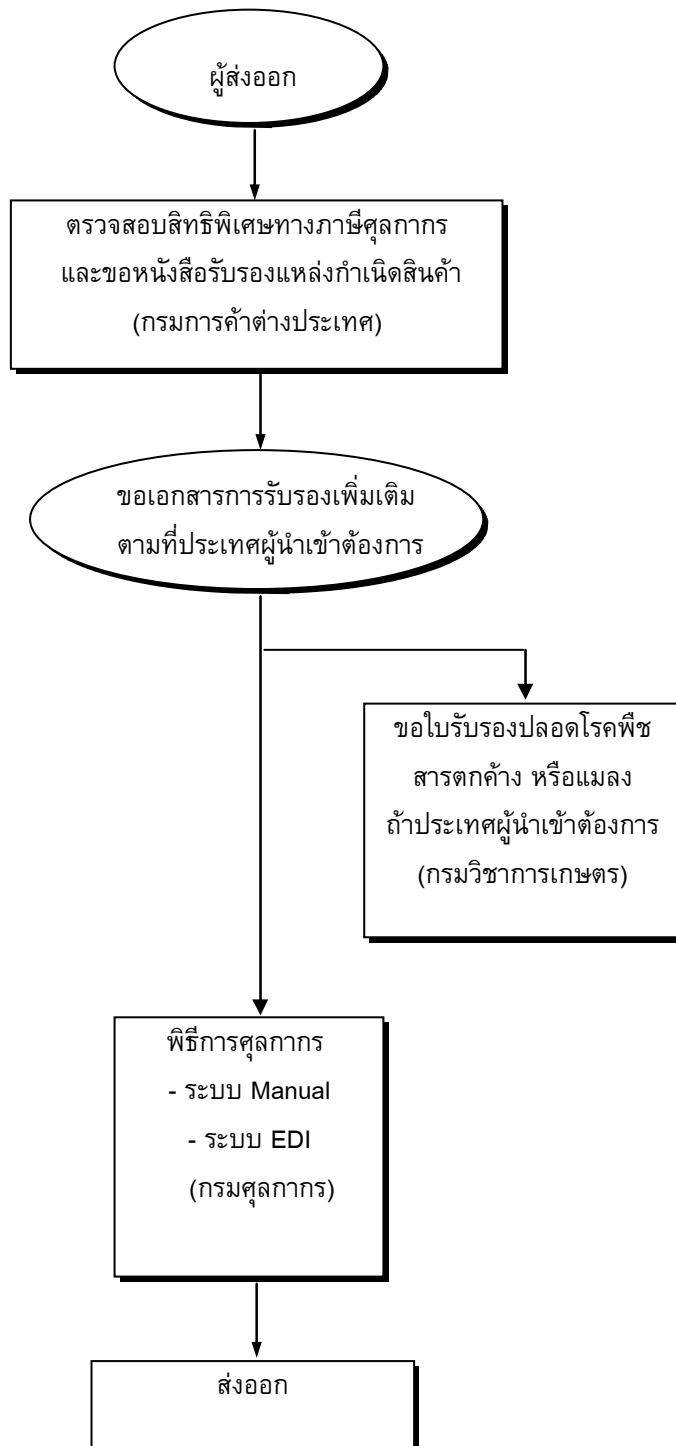 ผู้ส่งออก
ตรวจสอบสิทธิพิเศษทางภาษีศุลกากร
และขอหนังสือรับรองแหล่งกำเนิดสินค้า
(กรมการค้าต่างประเทศ)
ขอเอกสารการรับรองเพิ่มเติม
ตามที่ประเทศผู้นำเข้าต้องการ
ขอใบรับรองปลอดโรคพืช
สารตกค้าง หรือแมลง
ถ้าประเทศผู้นำเข้าต้องการ
(กรมวิชาการเกษตร)
พิธีการศุลกากร
- ระบบ Manual
- ระบบ EDI
(กรมศุลกากร)
ส่งออก